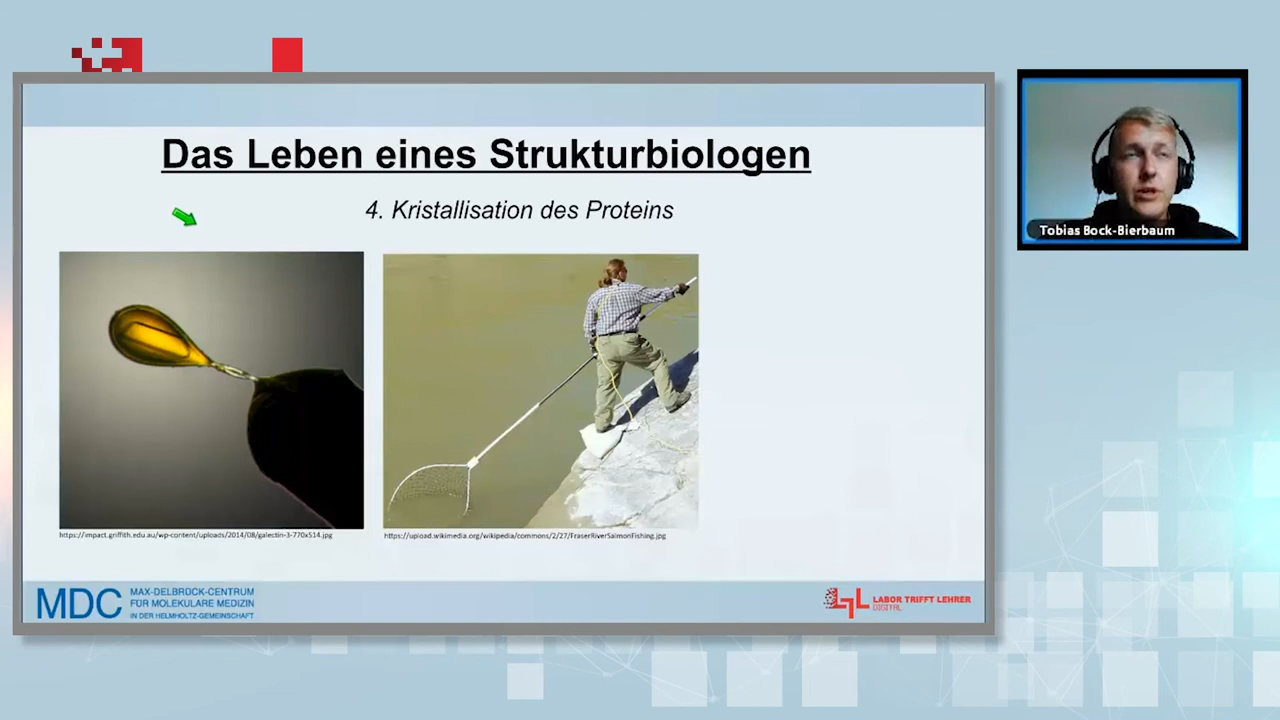 Das Leben eines Strukturbiologen
4. Kristallisation des Proteins
Tobias Bock-Bierbaum
https://impact.griffith.edu.au/wp-content/uploads/2014/08/galectin-3-770x514.jpg
https://upload.wikimedia.org/wikipedia/commons/2/27/FraserRiverSalmonFishing.jpg
MDC
MAX-DELBRÜCK-CENTRUM
FÜR MOLEKULARE MEDIZIN
IN DER HELMHOLTZ-GEMEINSCHAFT
LTL
LABOR TRIFFT LEHRER
DIGITAL